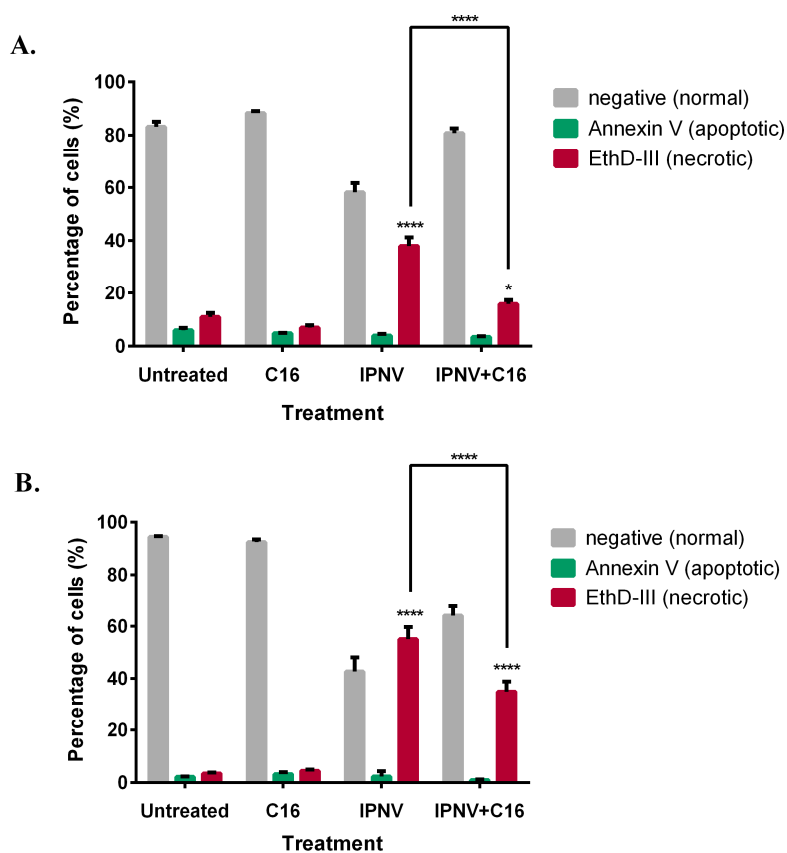 A.
****
100
80
60
40
20
0
Percentage of cells (%)
****
*
Untreated C16 IPNV IPNV+C16
Treatment
negative (normal)
Annexin V (apoptotic)
EthD-III (necrotic)
B.
****
100
80
60
40
20
0
Percentage of cells (%)
****
****
Untreated C16 IPNV IPNV+C16
Treatment
negative (normal)
Annexin V (apoptotic)
EthD-III (necrotic)